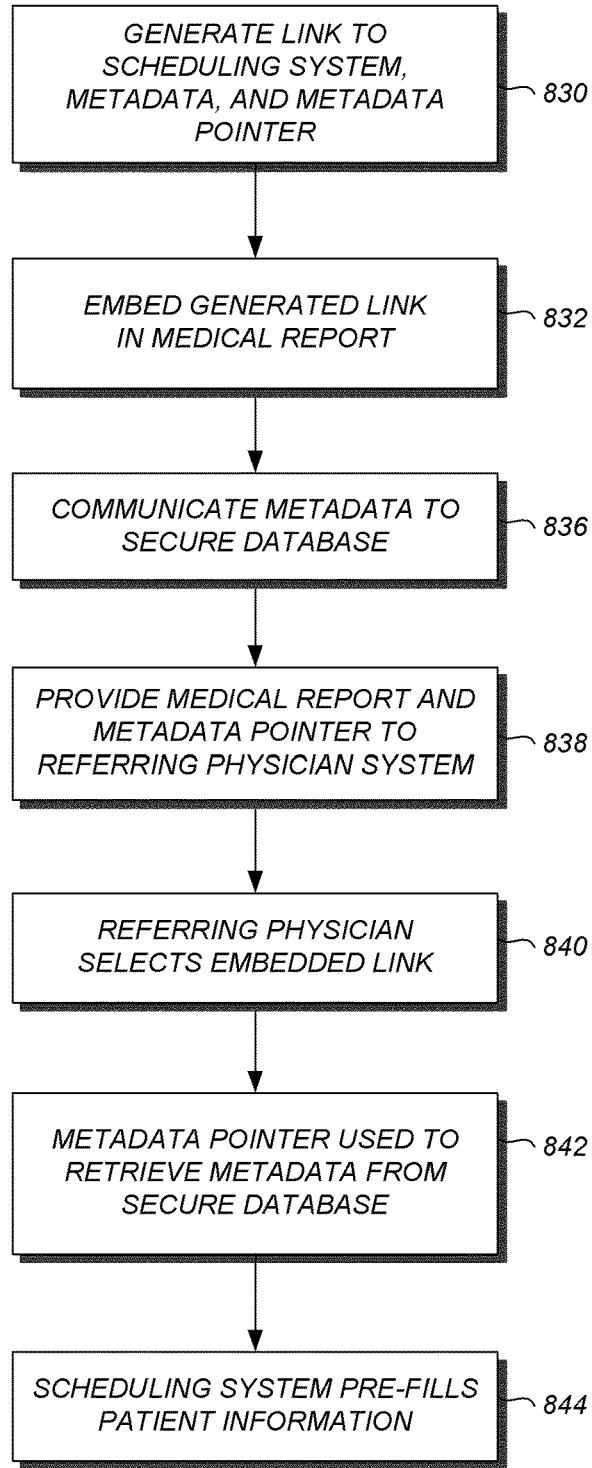 GENERATE LINK TO
SCHEDULING SYSTEM,
METADATA, AND METADATA
POINTER
830
EMBED GENERATED LINK
IN MEDICAL REPORT
832
COMMUNICATE METADATA TO
SECURE DATABASE
836
PROVIDE MEDICAL REPORT AND
METADATA POINTER TO
REFERRING PHYSICIAN SYSTEM
838
REFERRING PHYSICIAN
SELECTS EMBEDDED LINK
840
METADATA POINTER USED TO
RETRIEVE METADATA FROM
SECURE DATABASE
842
SCHEDULING SYSTEM PRE-FILLS
PATIENT INFORMATION
844